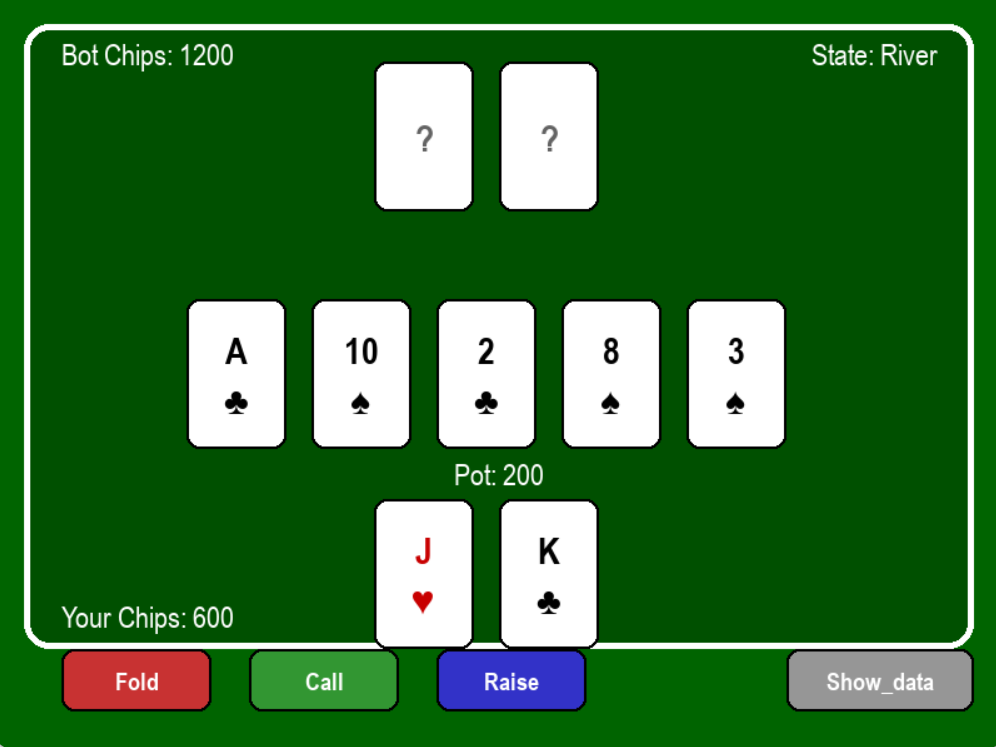 Bot Chips: 1200
State: River
? ?
A 10 2 8 3
♣ ♠ ♣ ♠ ♠
Pot: 200
J K
♥ ♣
Your Chips: 600
Fold Call Raise Show_data